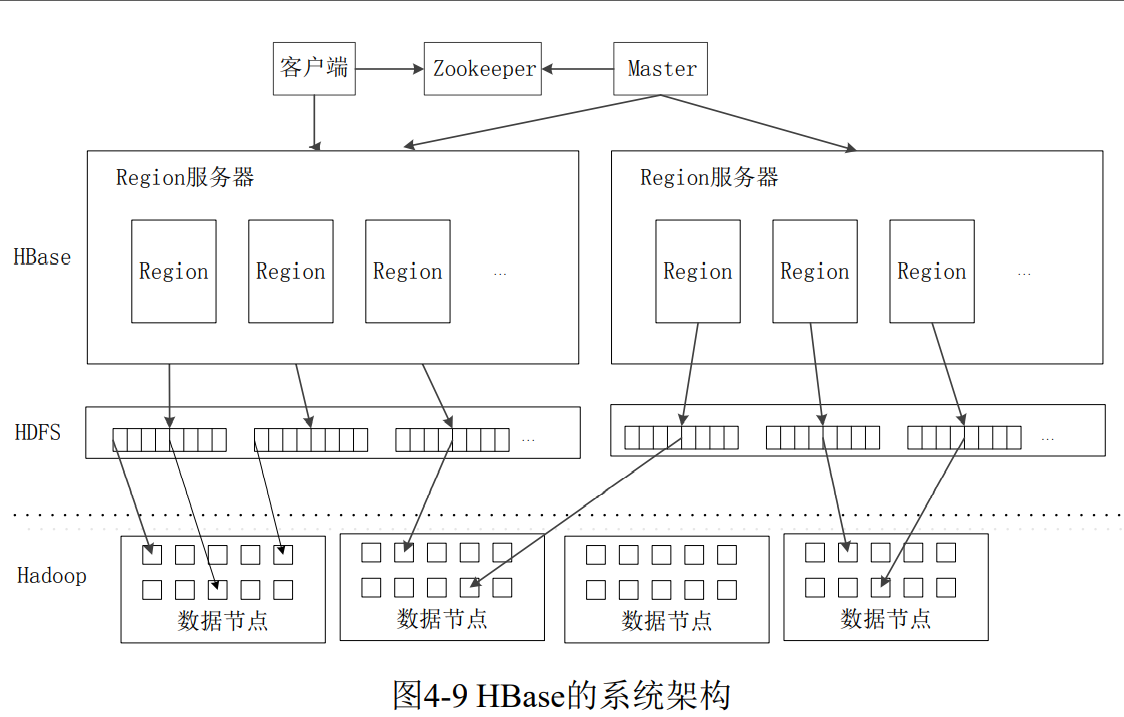 客户端
Zookeeper
Master
Region服务器
Region服务器
HBase
Region
Region
Region
...
Region
Region
Region
...
HDFS
...
...
Hadoop
数据节点
数据节点
数据节点
数据节点
图4-9 HBase的系统架构